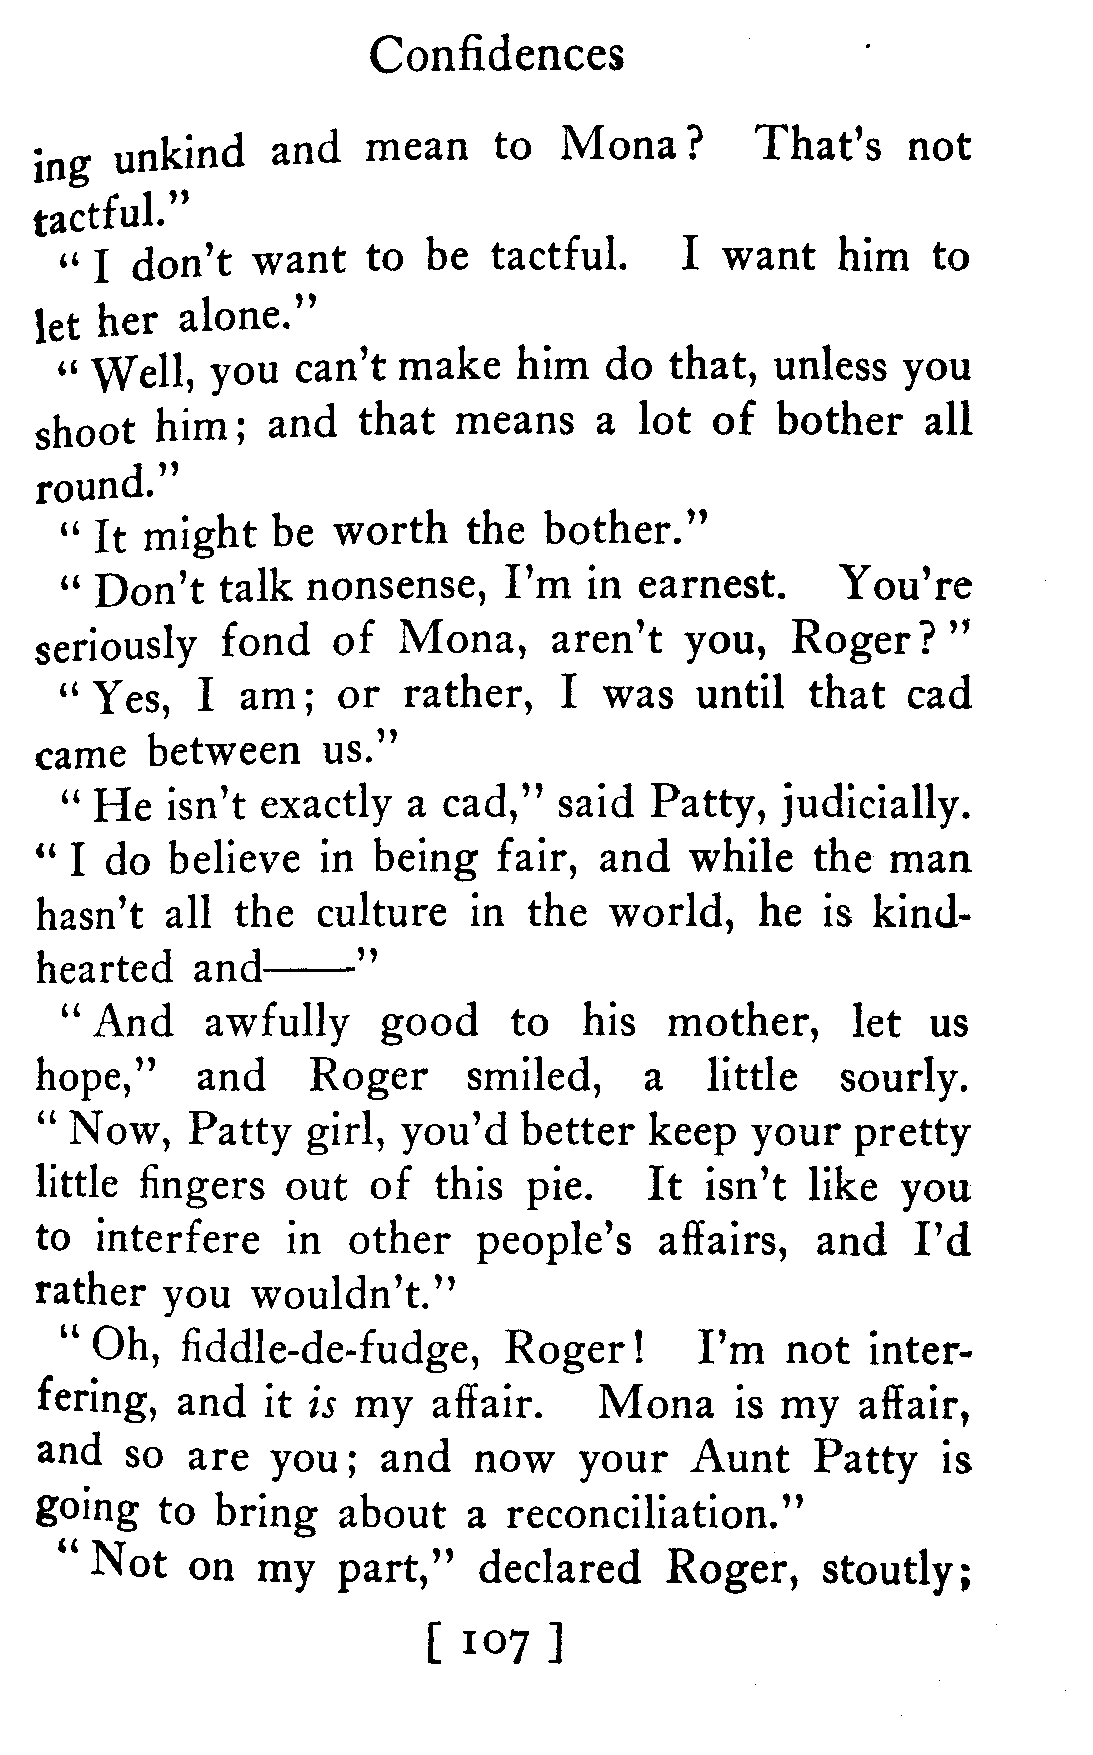 Confidences
ing unkind and mean to Mona? That's not
tactful."
"I don't want to be tactful. I want him to
let her alone."
"Well, you can't make him do that, unless you
shoot him; and that means a lot of bother all
round."
"It might be worth the bother."
"Don't talk nonsense, I'm in earnest. You're
seriously fond of Mona, aren't you, Roger?"
"Yes, I am; or rather, I was until that cad
came between us."
"He isn't exactly a cad," said Patty, judicially.
"I do believe in being fair, and while the man
hasn't all the culture in the world, he is kind-
hearted and——"
"And awfully good to his mother, let us
hope," and Roger smiled, a little sourly.
"Now, Patty girl, you'd better keep your pretty
little fingers out of this pie. It isn't like you
to interfere in other people's affairs, and I'd
rather you wouldn't."
"Oh, fiddle-de-fudge, Roger! I'm not inter-
fering, and it is my affair. Mona is my affair,
and so are you; and now your Aunt Patty is
going to bring about a reconciliation."
"Not on my part," declared Roger, stoutly;
[ 107 ]